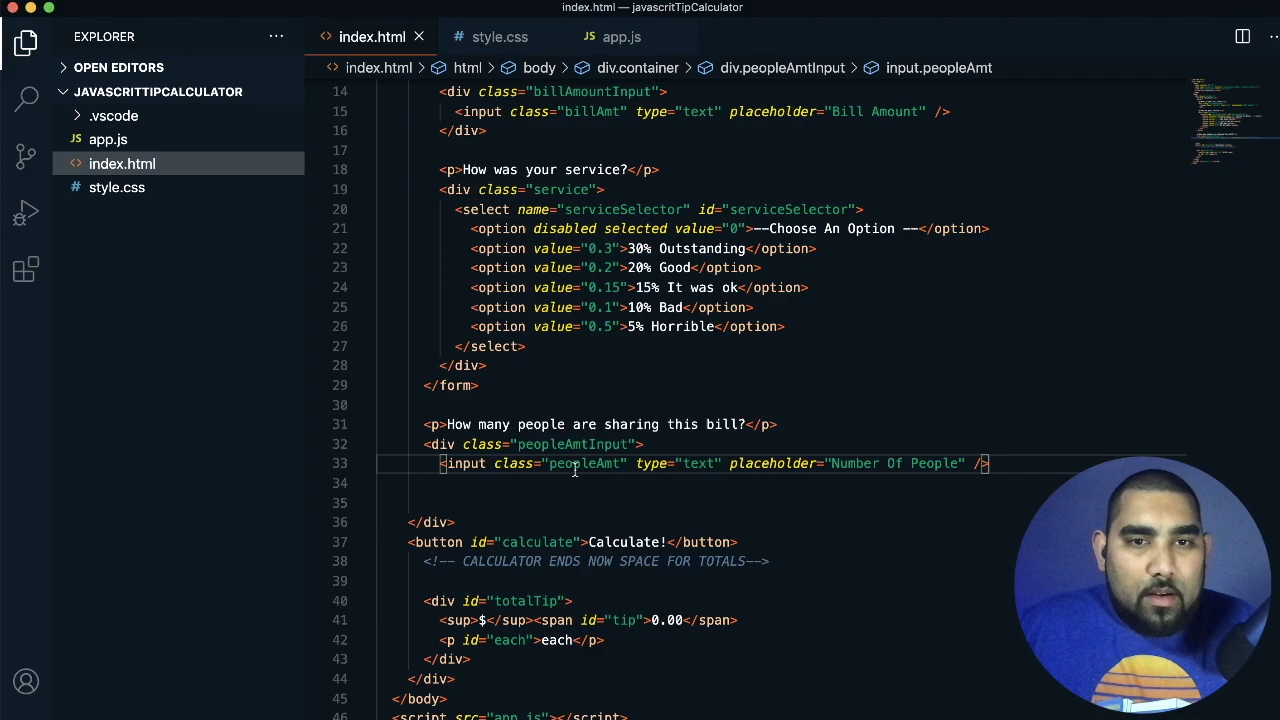 index.html — javascritTipCalculator
EXPLORER
index.html
style.css
JS app.js
OPEN EDITORS
index.html > html > body > div.container > div.peopleAmtInput > input.peopleAmt
JAVASCRITTIPCALCULATOR
.vscode
JS app.js
<> index.html
# style.css
14 <div class="billAmountInput">
15 <input class="billAmt" type="text" placeholder="Bill Amount" />
16 </div>
17
18 <p>How was your service?</p>
19 <div class="service">
20 <select name="serviceSelector" id="serviceSelector">
21 <option disabled selected value="0">--Choose An Option --</option>
22 <option value="0.3">30% Outstanding</option>
23 <option value="0.2">20% Good</option>
24 <option value="0.15">15% It was ok</option>
25 <option value="0.1">10% Bad</option>
26 <option value="0.5">5% Horrible</option>
27 </select>
28 </div>
29 </form>
30
31 <p>How many people are sharing this bill?</p>
32 <div class="peopleAmtInput">
33 <input class="peopleAmt" type="text" placeholder="Number Of People" />
34
35
36 </div>
37 <button id="calculate">Calculate!</button>
38 <!-- CALCULATOR ENDS NOW SPACE FOR TOTALS-->
39
40 <div id="totalTip">
41 <sup>$</sup><span id="tip">0.00</span>
42 <p id="each">each</p>
43 </div>
44 </div>
45 </body>
46 <script src="app.js"></script>